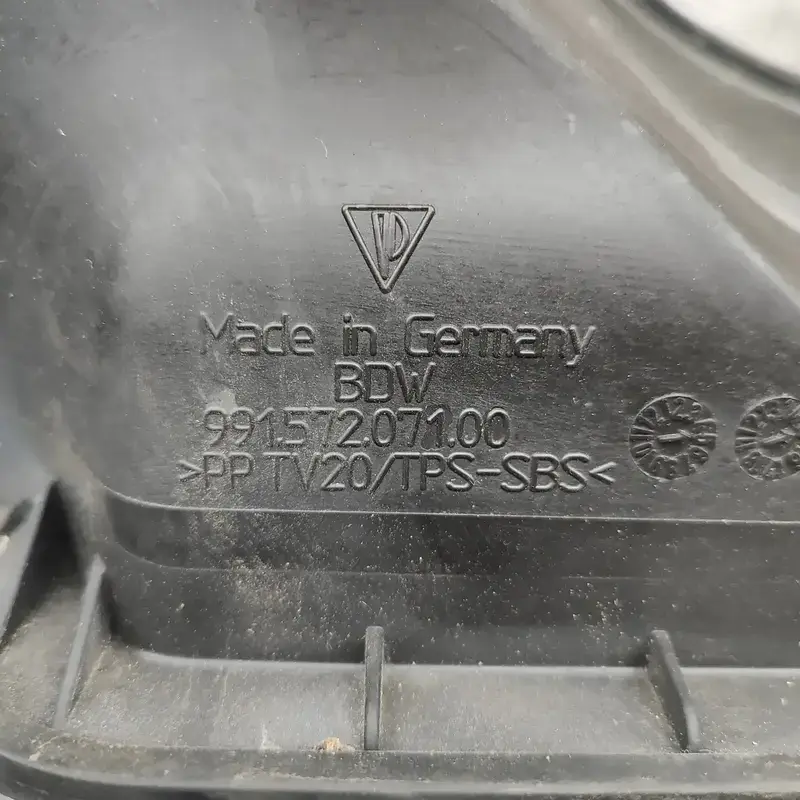 Made in Germany
BDW
991.572.071.00
>PP TV20/TPS-SBS<